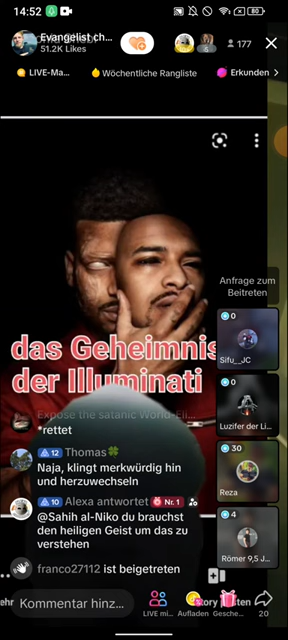 14:52
80
Evangelist ch...
51.2K Likes
177
LIVE-Ma...
Wöchentliche Rangliste
Erkunden
Anfrage zum
Beitreten
0
Sifu_JC
das Geheimnis
der Illuminati
0
Luzifer der Li...
Expose the satanic World-Eli...
*rettet
12 Thomas🍀
Naja, klingt merkwürdig hin
und herzuwechseln
30
Reza
10 Alexa antwortet Nr. 1
@Sahih al-Niko du brauchst
den heiligen Geist um das zu
verstehen
4
Römer 9,5 J...
franco27112 ist beigetreten
Kommentar hinz...
LIVE mi...
Aufladen
Gesche...
20